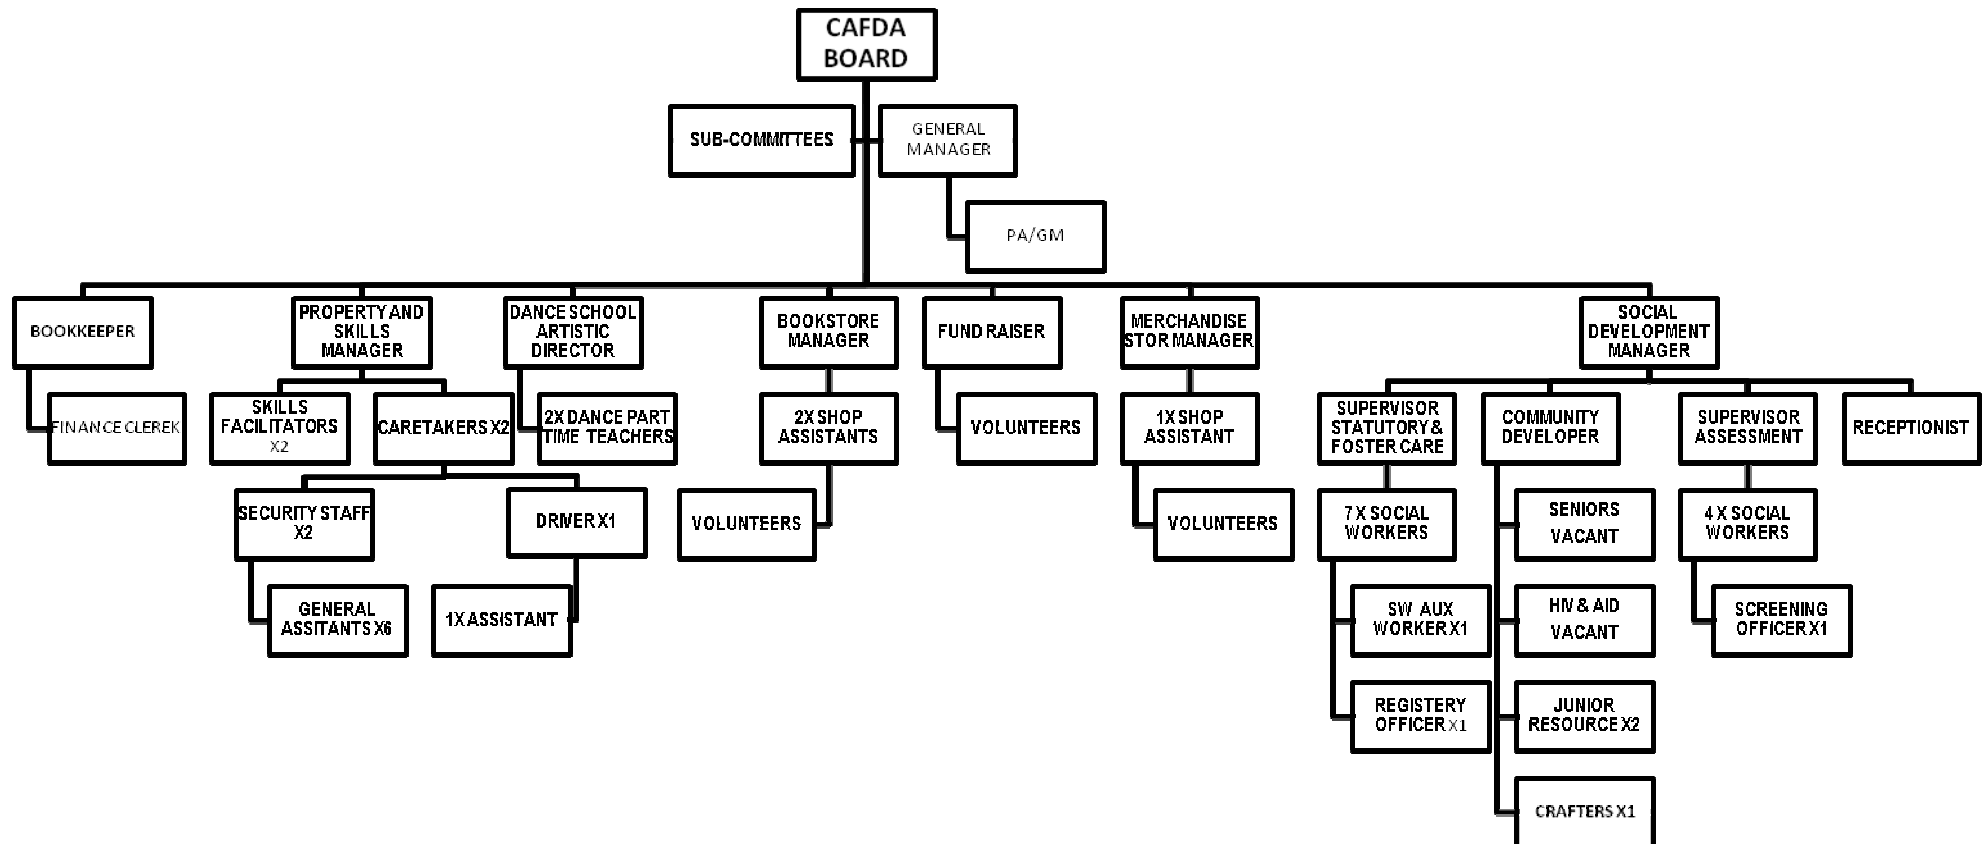 CAFDA
BOARD
SUB-COMMITTEES
GENERAL
MANAGER
PA/GM
BOOKKEEPER
PROPERTY AND
SKILLS
MANAGER
DANCE SCHOOL
ARTISTIC
DIRECTOR
BOOKSTORE
MANAGER
FUND RAISER
MERCHANDISE
STOR MANAGER
SOCIAL
DEVELOPMENT
MANAGER
FINANCE CLEREK
SKILLS
FACILITATORS
X2
CARETAKERS X2
2X DANCE PART
TIME TEACHERS
2X SHOP
ASSISTANTS
VOLUNTEERS
1X SHOP
ASSISTANT
SUPERVISOR
STATUTORY &
FOSTER CARE
COMMUNITY
DEVELOPER
SUPERVISOR
ASSESSMENT
RECEPTIONIST
SECURITY STAFF
X2
DRIVER X1
VOLUNTEERS
VOLUNTEERS
7 X SOCIAL
WORKERS
SENIORS
VACANT
4 X SOCIAL
WORKERS
GENERAL
ASSITANTS X6
1X ASSISTANT
SW AUX
WORKER X1
HIV & AID
VACANT
SCREENING
OFFICER X1
REGISTERY
OFFICER X1
JUNIOR
RESOURCE X2
CRAFTERS X1